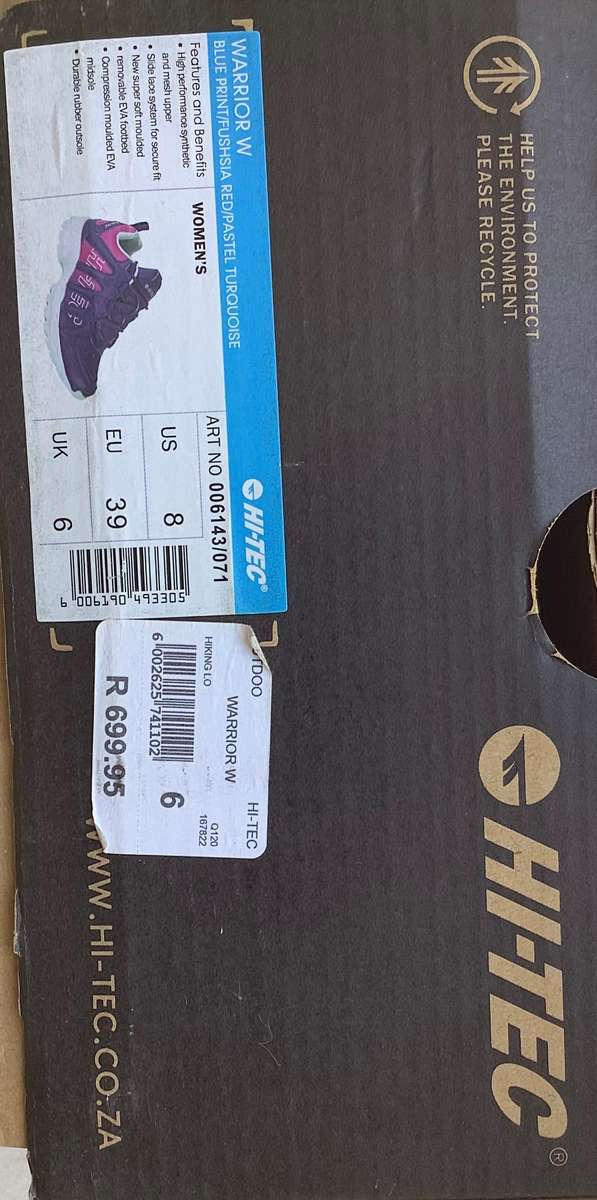 HELP US TO PROTECT
THE ENVIRONMENT.
PLEASE RECYCLE.
HI-TEC®
WARRIOR W
BLUE PRINT/FUSHSIA RED/PASTEL TURQUOISE
HI-TEC®
Features and Benefits
• High performance synthetic
and mesh upper
• Slide lace system for secure fit
• New super soft moulded
• removable EVA footbed
• Compression moulded EVA
midsole
• Durable rubber outsole
WOMEN'S
ART NO 006143/071
US 8
EU 39
UK 6
6 006190 493305
TDOO HI-TEC
WARRIOR W
HIKING LO Q120
167822
6 002625 741102 6
R 699.95
WWW.HI-TEC.CO.ZA